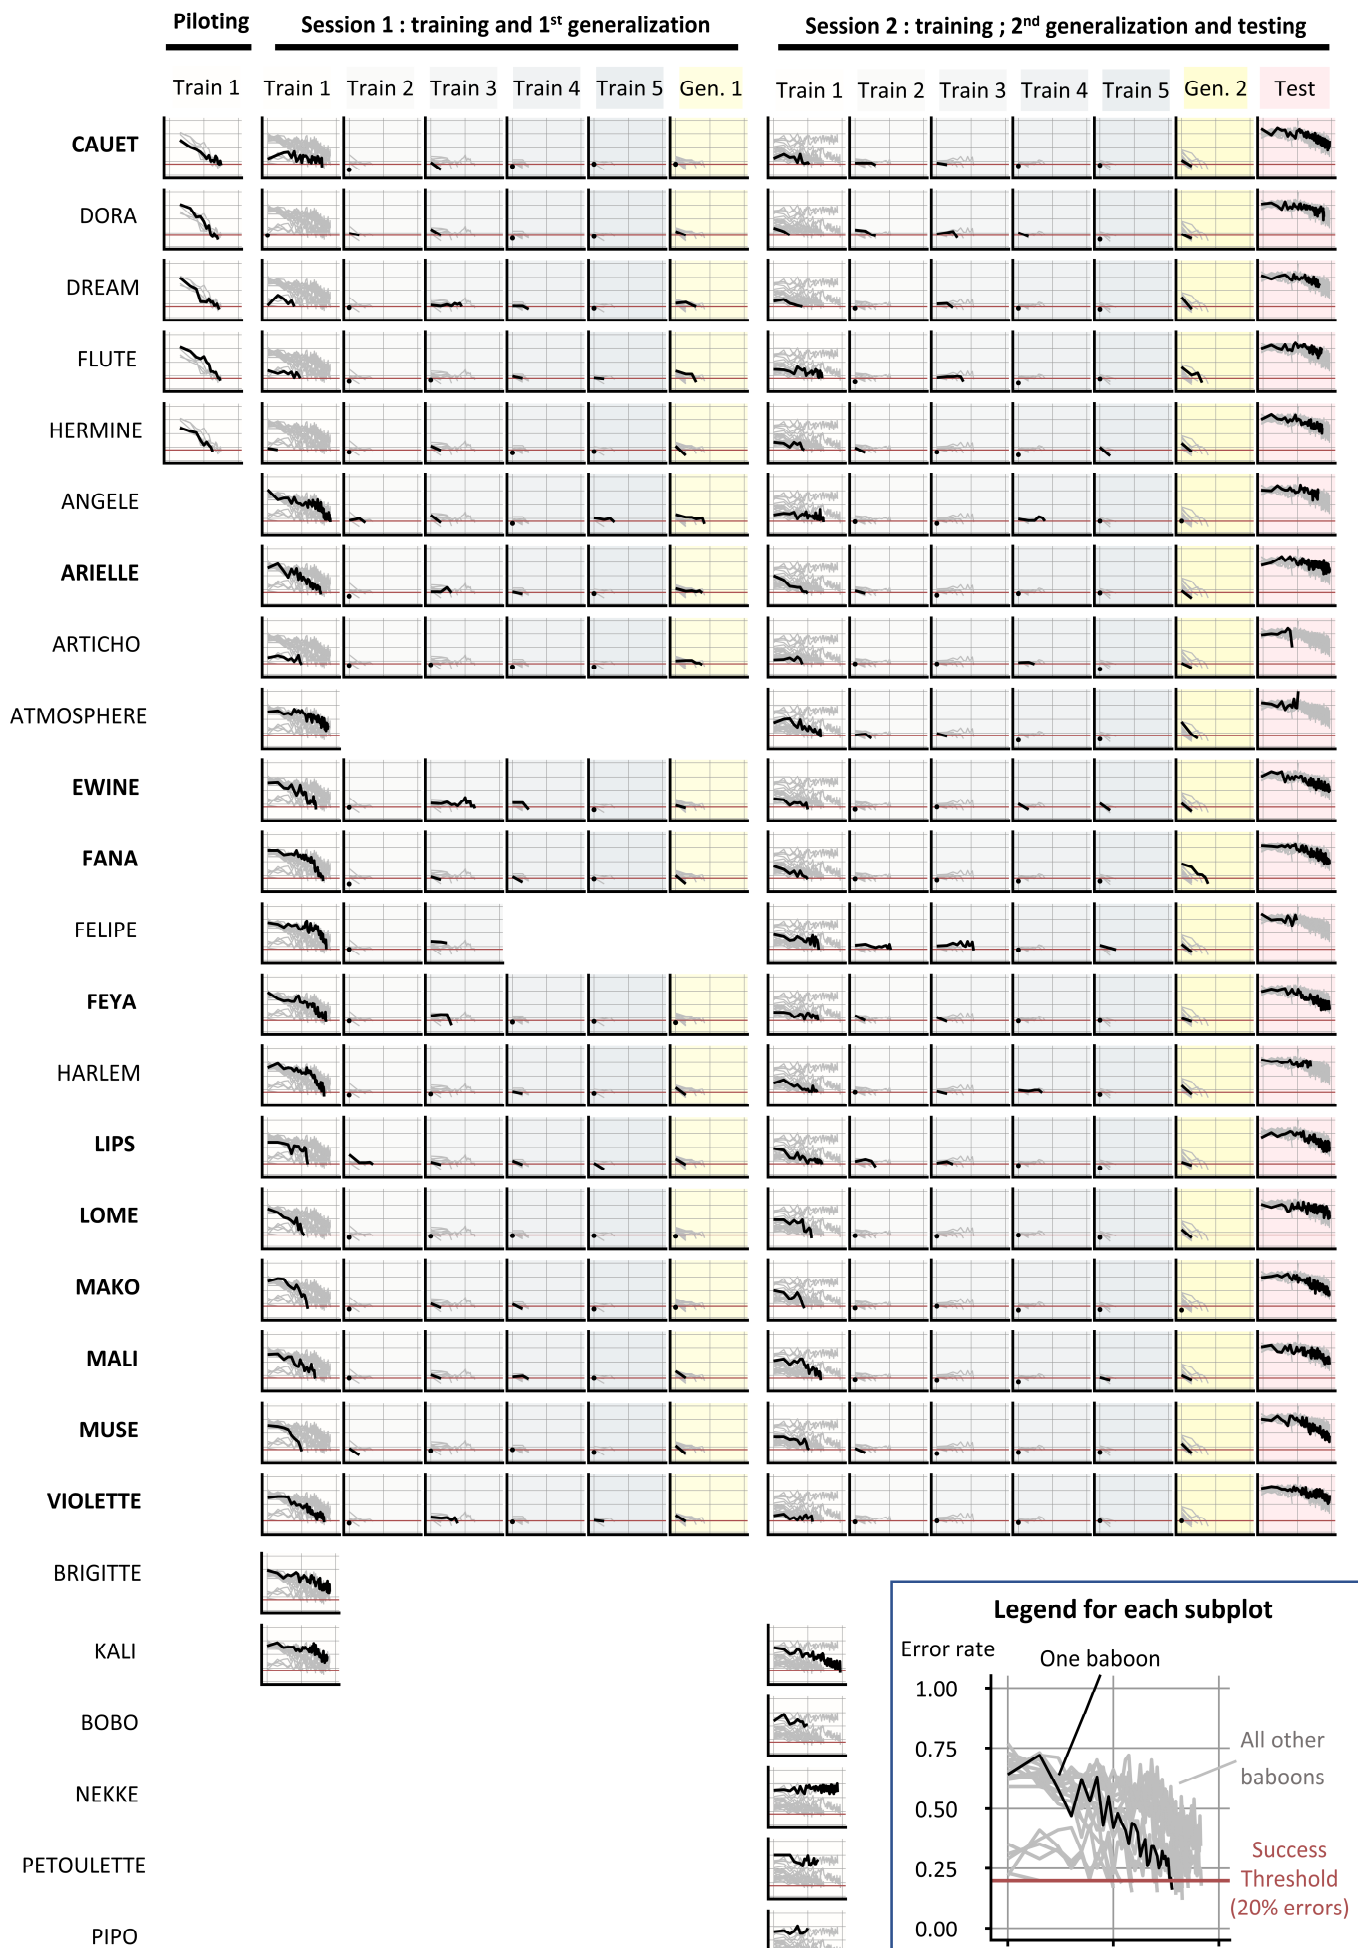 Piloting
Session 1 : training and 1st generalization
Session 2 : training ; 2nd generalization and testing
Train 1
Train 1
Train 2
Train 3
Train 4
Train 5
Gen. 1
Train 1
Train 2
Train 3
Train 4
Train 5
Gen. 2
Test
CAUET
DORA
DREAM
FLUTE
HERMINE
ANGELE
ARIELLE
ARTICHO
ATMOSPHERE
EWINE
FANA
FELIPE
FEYA
HARLEM
LIPS
LOME
MAKO
MALI
MUSE
VIOLETTE
BRIGITTE
KALI
BOBO
NEKKE
PETOULETTE
PIPO
Legend for each subplot
Error rate
One baboon
1.00
0.75
0.50
0.25
0.00
All other
baboons
Success
Threshold
(20% errors)